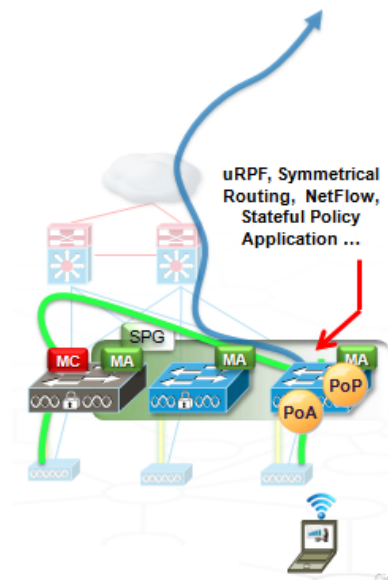 uRPF, Symmetrical
Routing, NetFlow,
Stateful Policy
Application ...
SPG
MC
MA
MA
MA
PoP
PoA